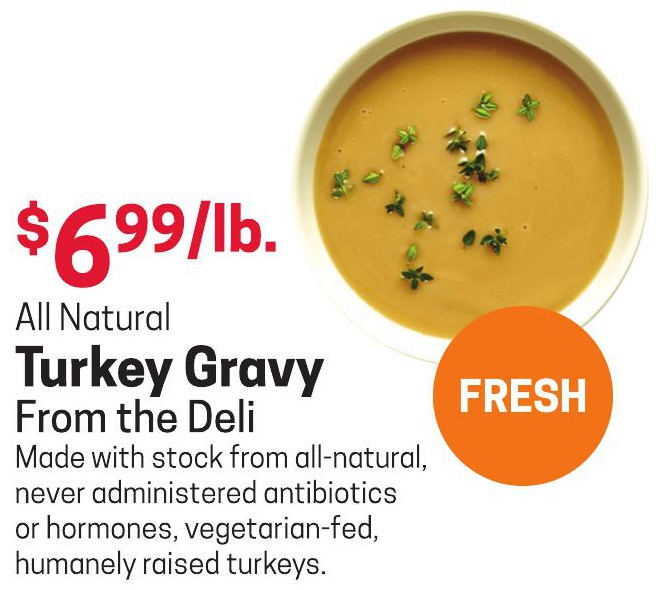 $6.99/lb.
All Natural
Turkey Gravy
From the Deli
Made with stock from all-natural,
never administered antibiotics
or hormones, vegetarian-fed,
humanely raised turkeys.
FRESH